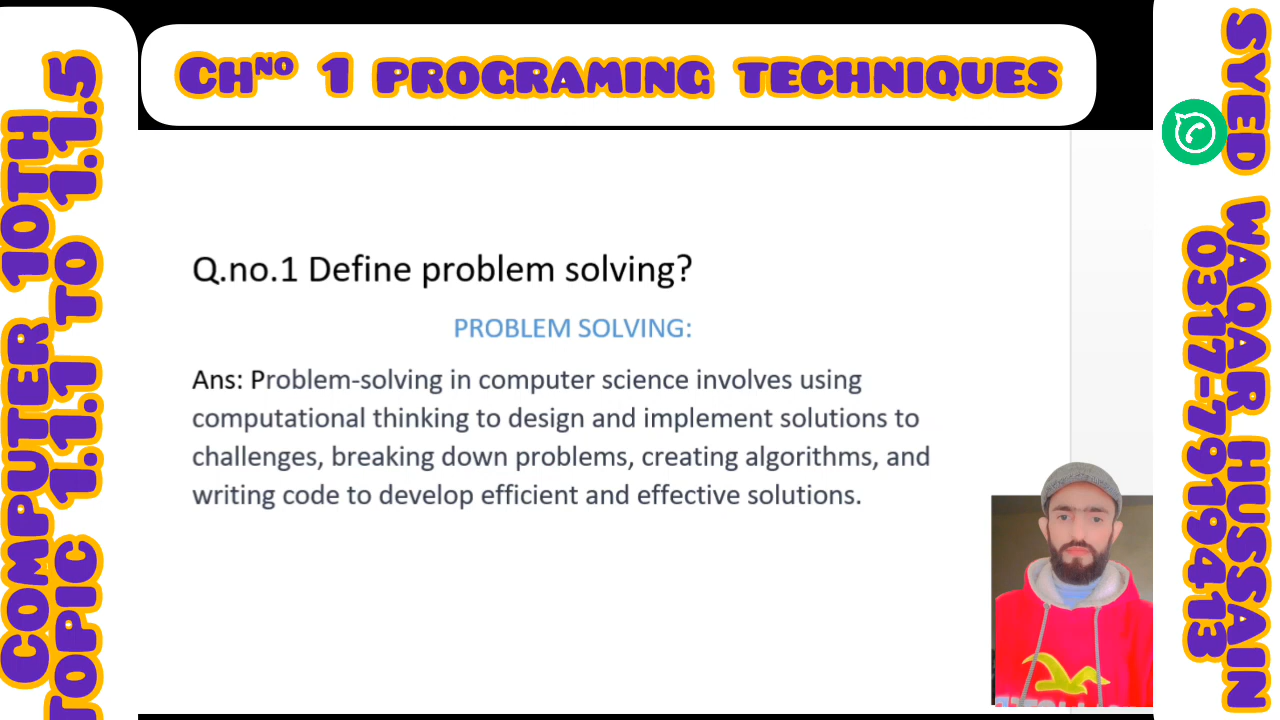 Chno 1 PROGRAMING TECHNIQUES
COMPUTER 10TH
TOPIC 1.1.1 TO 1.1.5
Q.no.1 Define problem solving?
PROBLEM SOLVING:
Ans: Problem-solving in computer science involves using
computational thinking to design and implement solutions to
challenges, breaking down problems, creating algorithms, and
writing code to develop efficient and effective solutions.
SYED WAQAR HUSSAIN
0317-7919413